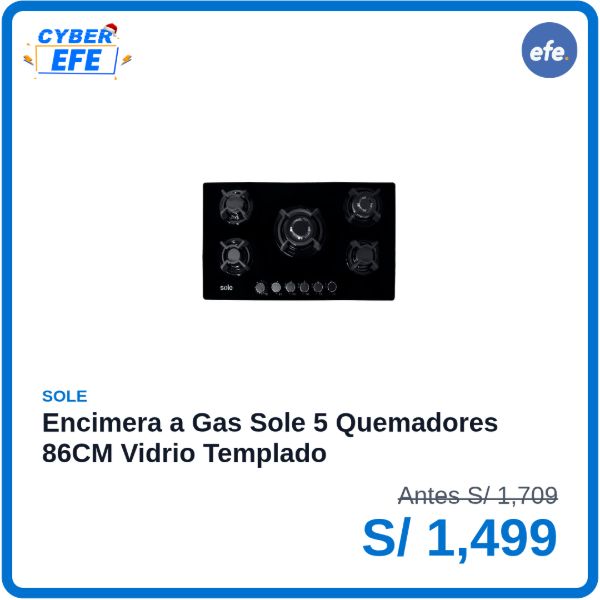 CYBER
EFE
efe.
sole
SOLE
Encimera a Gas Sole 5 Quemadores
86CM Vidrio Templado
Antes S/ 1,709
S/ 1,499